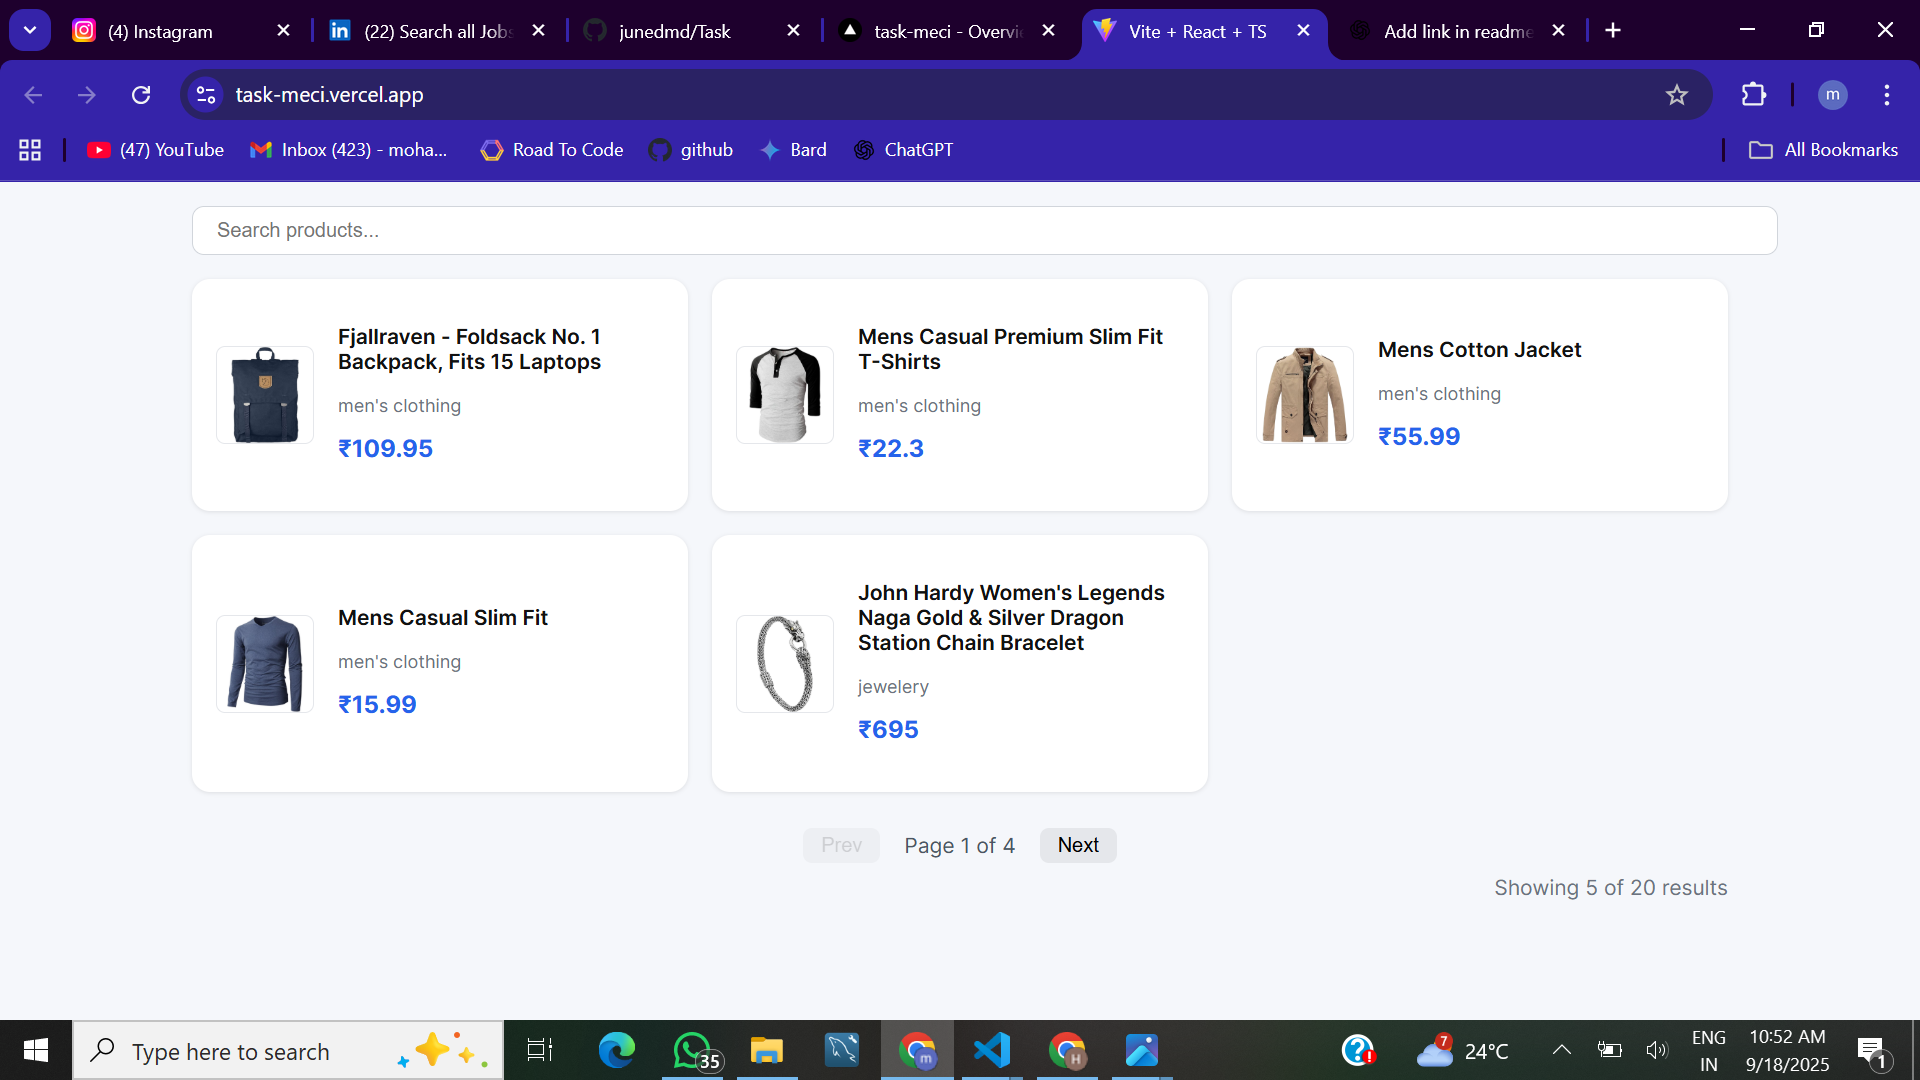 (4) Instagram
(22) Search all Jobs
junedmd/Task
task-meci - Overvie
Vite + React + TS
Add link in readme
task-meci.vercel.app
m
(47) YouTube
Inbox (423) - moha...
Road To Code
github
Bard
ChatGPT
All Bookmarks
Search products...
Fjallraven - Foldsack No. 1
Backpack, Fits 15 Laptops
men's clothing
₹109.95
Mens Casual Premium Slim Fit
T-Shirts
men's clothing
₹22.3
Mens Cotton Jacket
men's clothing
₹55.99
Mens Casual Slim Fit
men's clothing
₹15.99
John Hardy Women's Legends
Naga Gold & Silver Dragon
Station Chain Bracelet
jewelery
₹695
Prev
Page 1 of 4
Next
Showing 5 of 20 results
Type here to search
35
m
H
7
24°C
ENG
IN
10:52 AM
9/18/2025
1